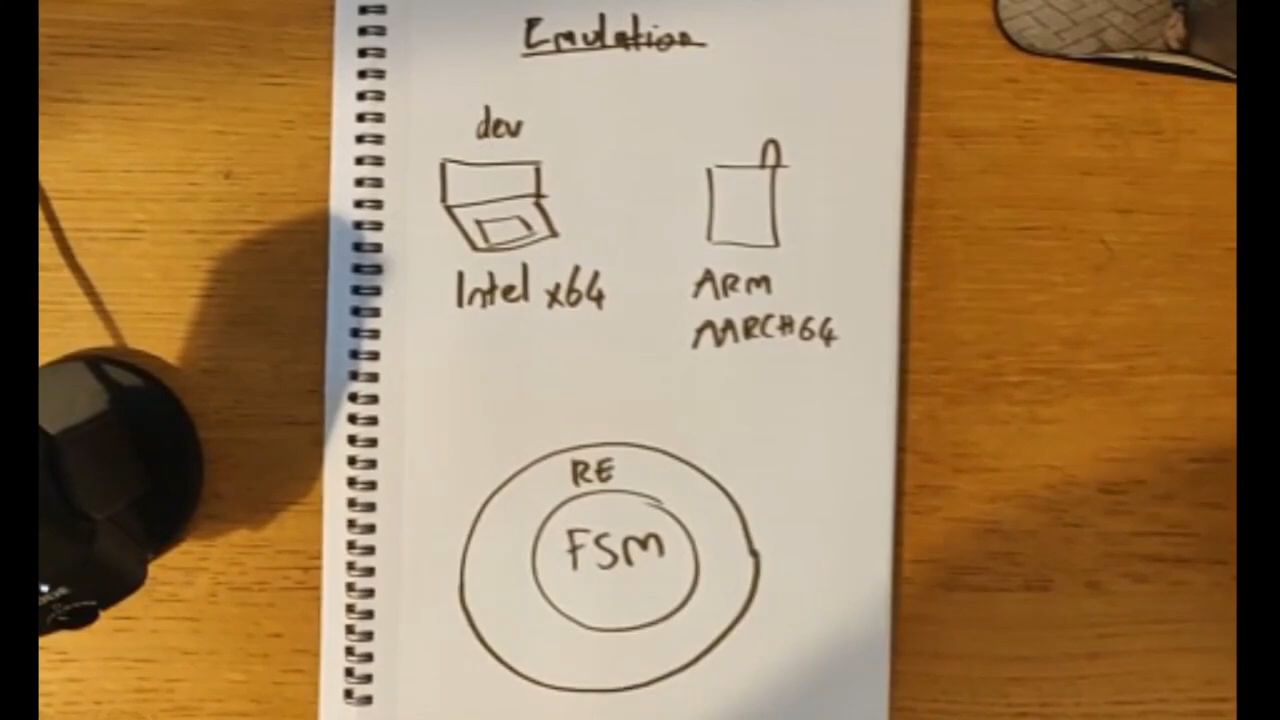 Emulation
dev
Intel x64
ARM
AARCH64
RE
FSM